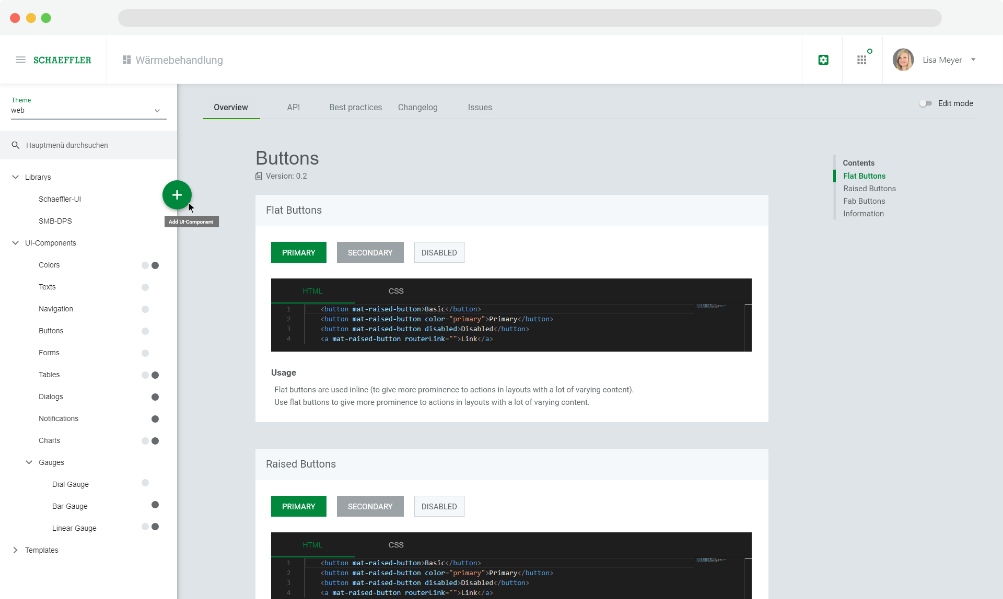 SCHAEFFLER
Wärmebehandlung
Lisa Meyer
Theme
web
Hauptmenü durchsuchen
Librarys
Schaeffler-UI
SMB-DPS
UI-Components
Colors
Texts
Navigation
Buttons
Forms
Tables
Dialogs
Notifications
Charts
Gauges
Dial Gauge
Bar Gauge
Linear Gauge
Templates
Add UI-Component
Overview API Best practices Changelog Issues
Edit mode
Buttons
Version: 0.2
Flat Buttons
PRIMARY SECONDARY DISABLED
HTML CSS
1 <button mat-raised-button>Basic</button>
2 <button mat-raised-button color="primary">Primary</button>
3 <button mat-raised-button disabled>Disabled</button>
4 <a mat-raised-button routerLink="">Link</a>
Usage
Flat buttons are used inline (to give more prominence to actions in layouts with a lot of varying content).
Use flat buttons to give more prominence to actions in layouts with a lot of varying content.
Raised Buttons
PRIMARY SECONDARY DISABLED
HTML CSS
1 <button mat-raised-button>Basic</button>
2 <button mat-raised-button color="primary">Primary</button>
3 <button mat-raised-button disabled>Disabled</button>
4 <a mat-raised-button routerLink="">Link</a>
Contents
Flat Buttons
Raised Buttons
Fab Buttons
Information